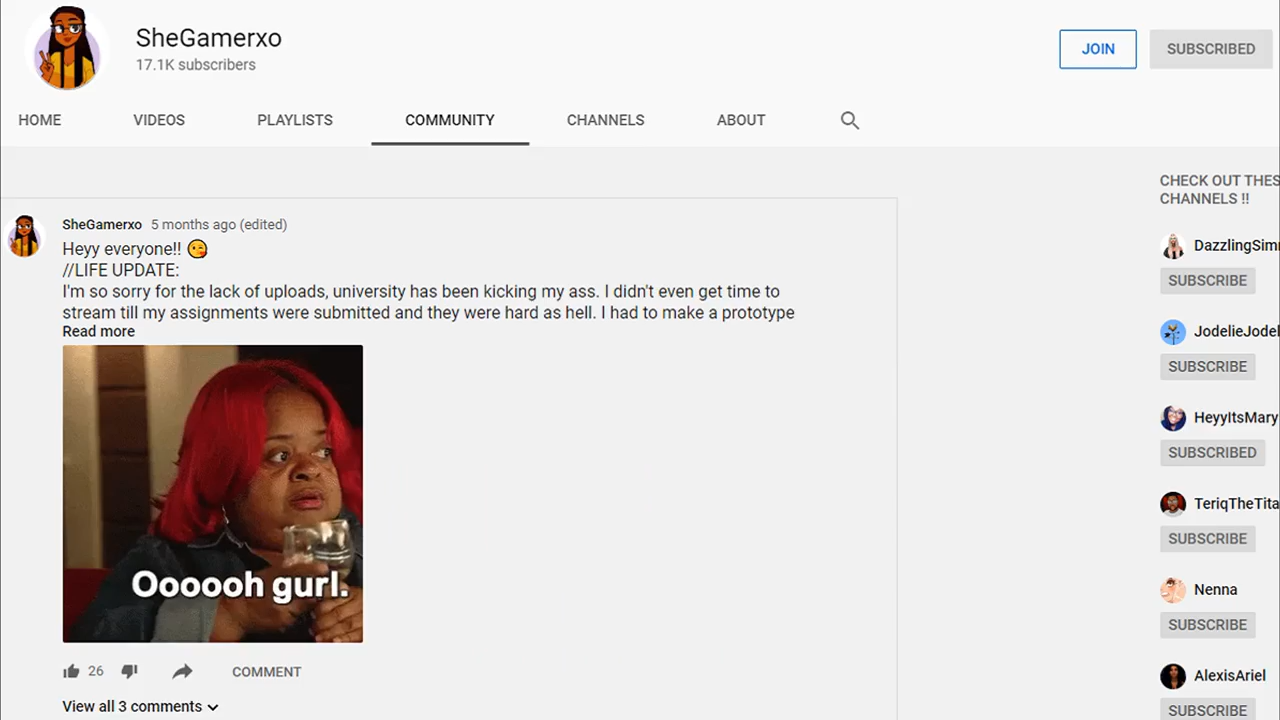 SheGamerxo
17.1K subscribers
JOIN
SUBSCRIBED
HOME
VIDEOS
PLAYLISTS
COMMUNITY
CHANNELS
ABOUT
SheGamerxo 5 months ago (edited)
Heyy everyone!! 😘
//LIFE UPDATE:
I'm so sorry for the lack of uploads, university has been kicking my ass. I didn't even get time to
stream till my assignments were submitted and they were hard as hell. I had to make a prototype
Read more
Oooooh gurl.
26
COMMENT
View all 3 comments
CHECK OUT THES
CHANNELS !!
DazzlingSim
SUBSCRIBE
JodelieJodel
SUBSCRIBE
HeyyItsMary
SUBSCRIBED
TeriqTheTita
SUBSCRIBE
Nenna
SUBSCRIBE
AlexisAriel
SUBSCRIBE